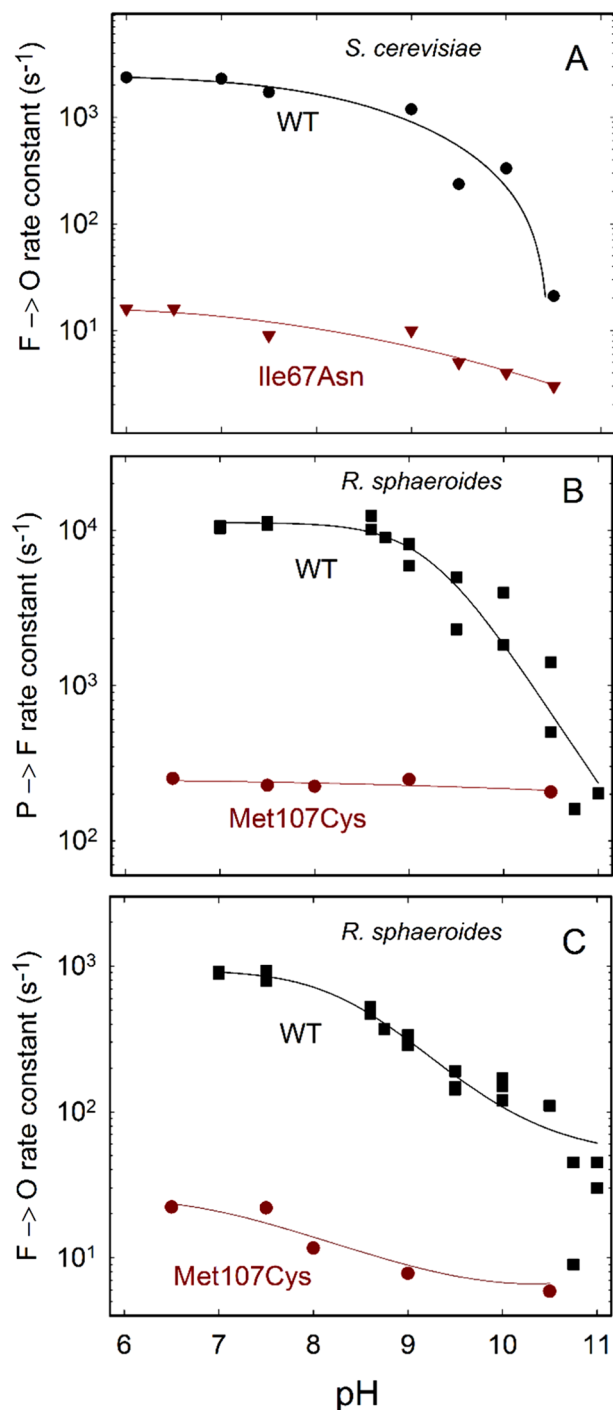 S. cerevisiae
A
10³
WT
10²
10¹
Ile67Asn
F –> O rate constant (s⁻¹)
R. sphaeroides
B
10⁴
WT
10³
Met107Cys
10²
P –> F rate constant (s⁻¹)
R. sphaeroides
C
10³
WT
10²
Met107Cys
10¹
F –> O rate constant (s⁻¹)
6 7 8 9 10 11
pH